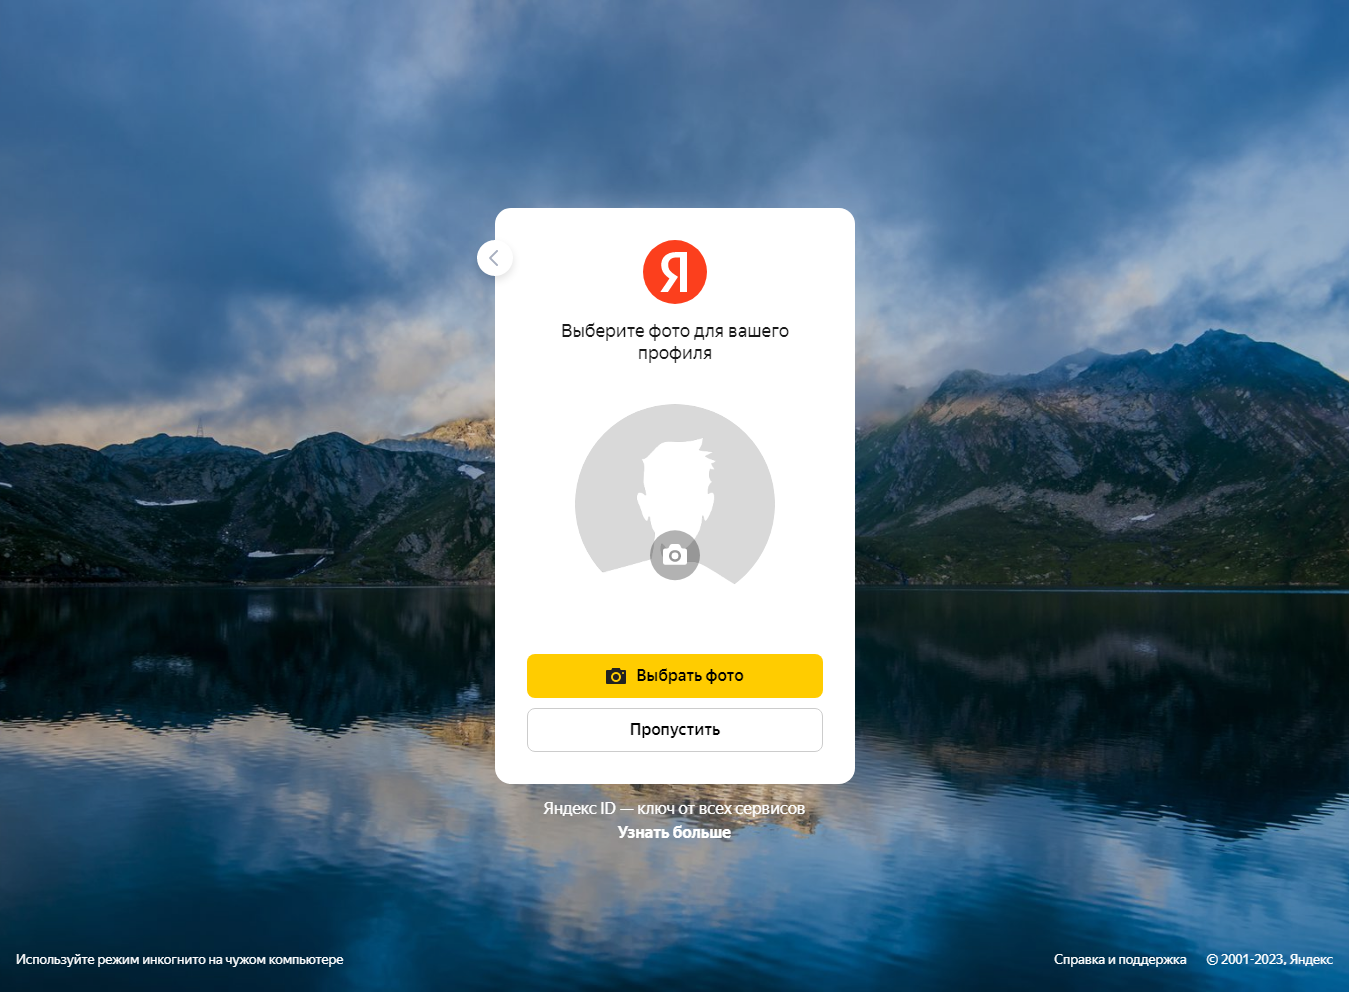 Я
Выберите фото для вашего
профиля
Выбрать фото
Пропустить
Яндекс ID — ключ от всех сервисов
Узнать больше
Используйте режим инкогнито на чужом компьютере
Справка и поддержка
© 2001-2023, Яндекс